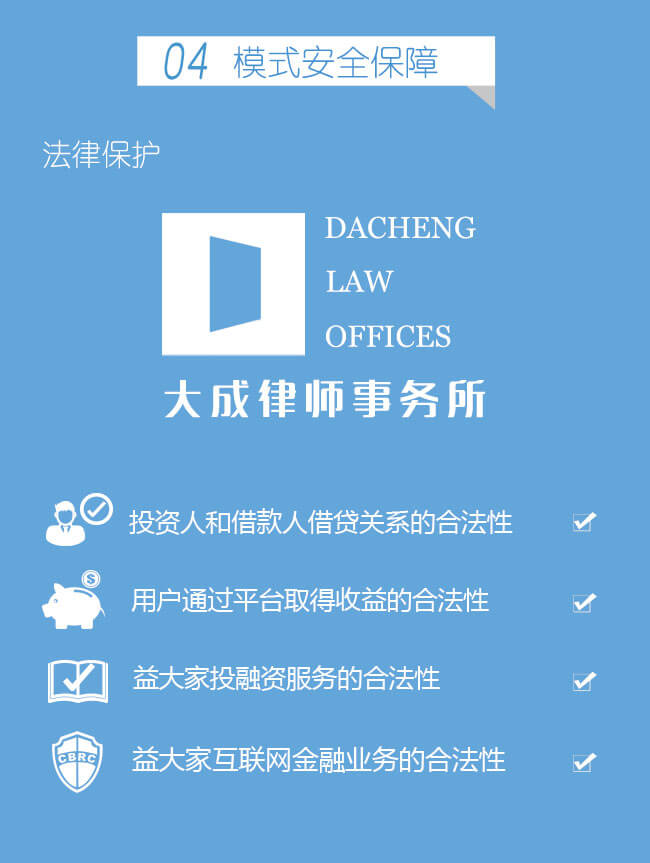 04 模式安全保障
法律保护
DACHENG
LAW
OFFICES
大成律师事务所
投资人和借款人借贷关系的合法性
$
用户通过平台取得收益的合法性
益大家投融资服务的合法性
CBRC
益大家互联网金融业务的合法性